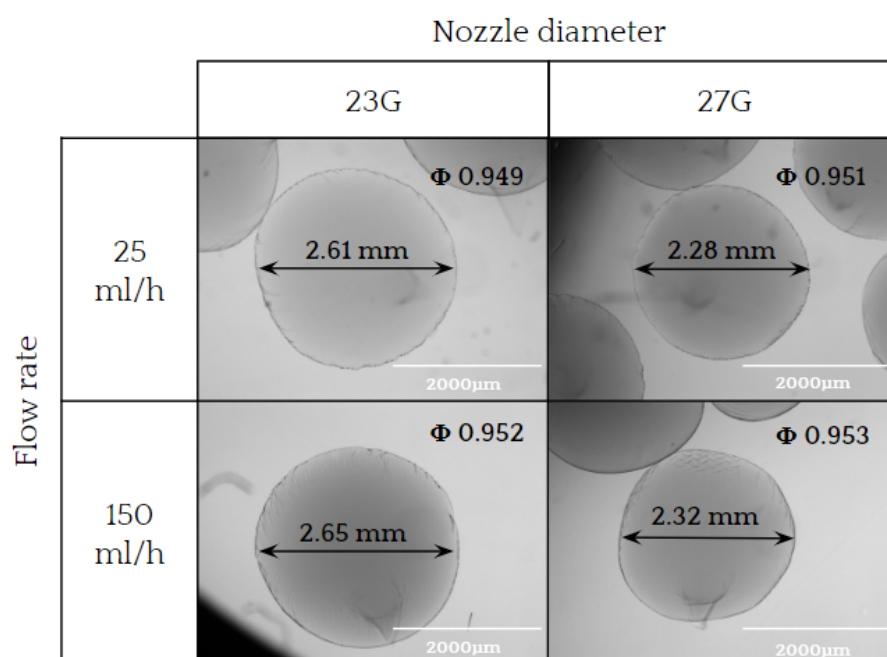 Nozzle diameter
23G
27G
Flow rate
25
ml/h
Φ 0.949
2.61 mm
2000µm
Φ 0.951
2.28 mm
2000µm
150
ml/h
Φ 0.952
2.65 mm
2000µm
Φ 0.953
2.32 mm
2000µm